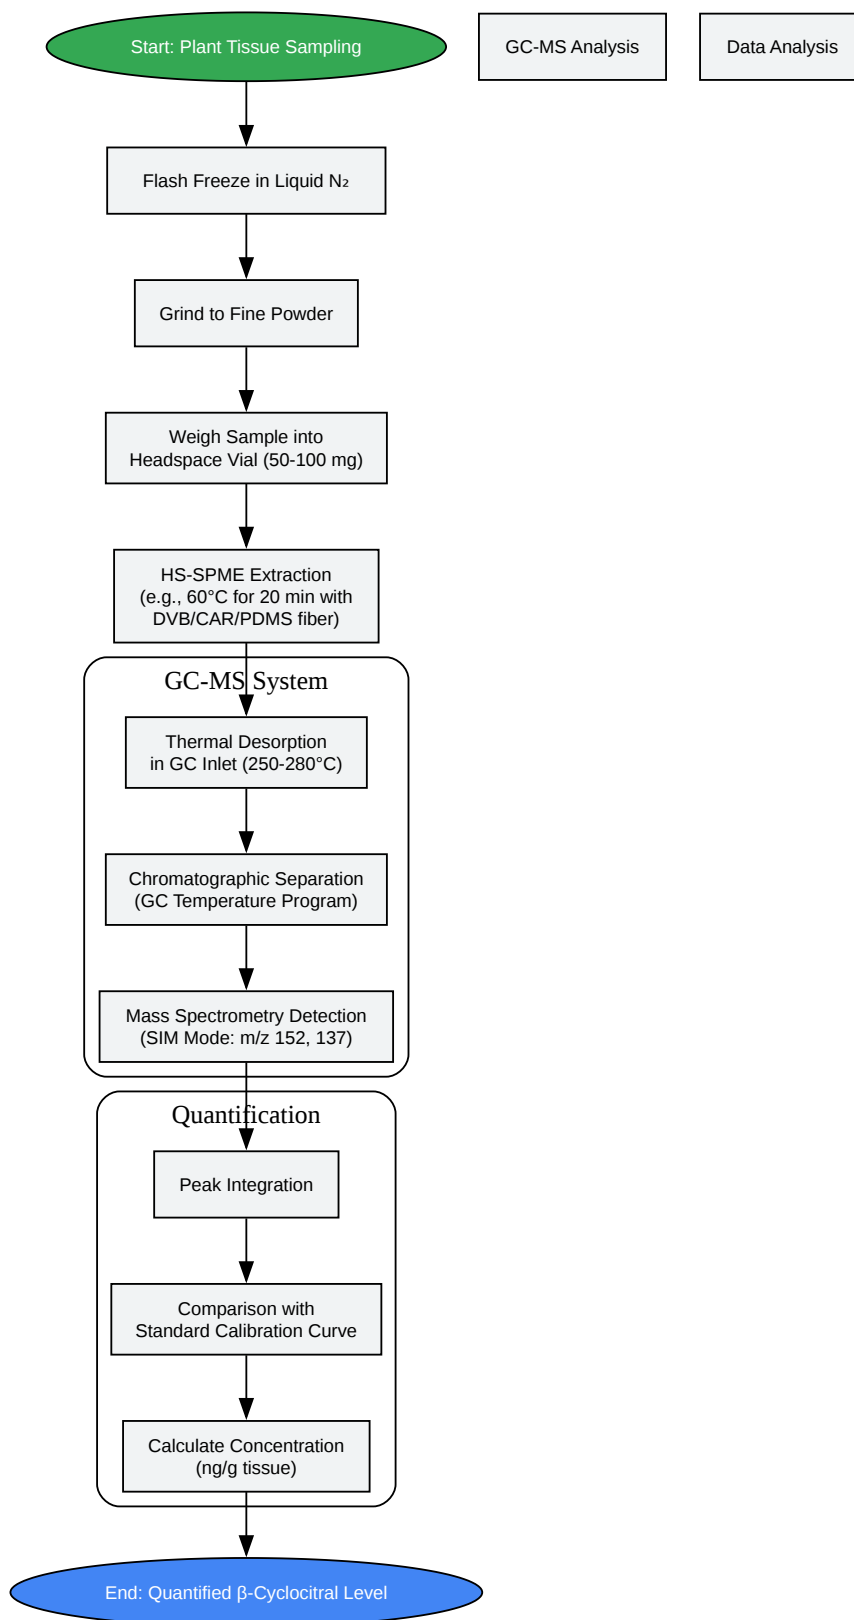 Start: Plant Tissue Sampling
GC-MS Analysis
Data Analysis
Flash Freeze in Liquid N₂
Grind to Fine Powder
Weigh Sample into
Headspace Vial (50-100 mg)
HS-SPME Extraction
(e.g., 60°C for 20 min with
DVB/CAR/PDMS fiber)
GC-MS System
Thermal Desorption
in GC Inlet (250-280°C)
Chromatographic Separation
(GC Temperature Program)
Mass Spectrometry Detection
(SIM Mode: m/z 152, 137)
Quantification
Peak Integration
Comparison with
Standard Calibration Curve
Calculate Concentration
(ng/g tissue)
End: Quantified β-Cyclocitral Level